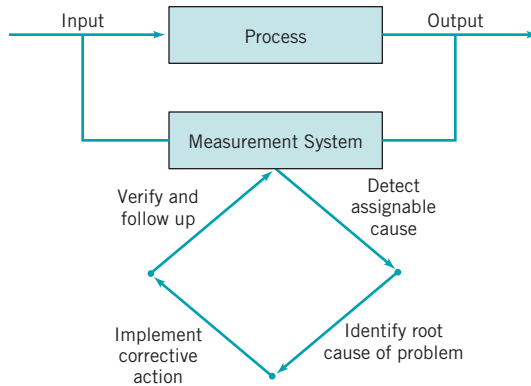 Input
Output
Process
Measurement System
Verify and
follow up
Detect
assignable
cause
Implement
corrective
action
Identify root
cause of problem